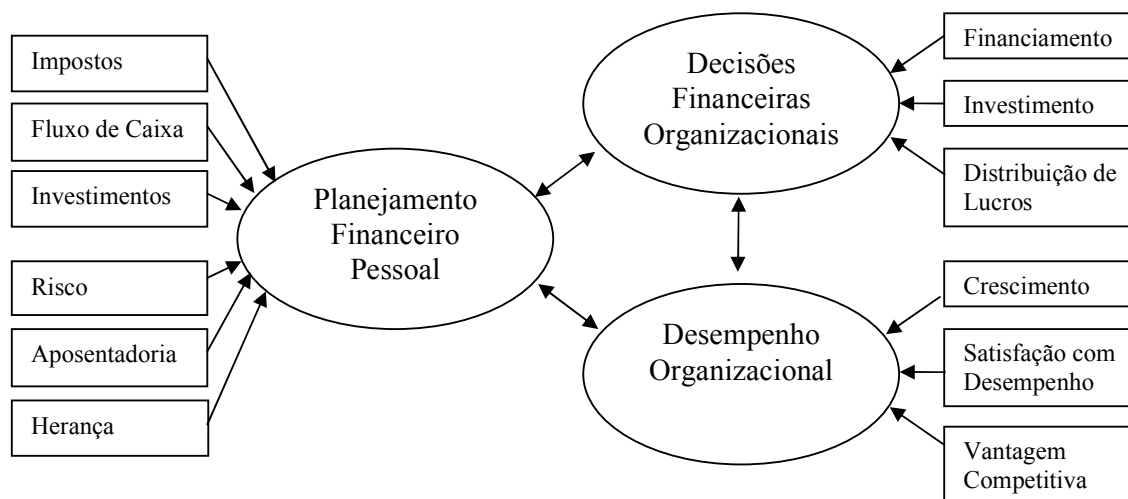 Impostos
Fluxo de Caixa
Investimentos
Risco
Aposentadoria
Herança
Planejamento
Financeiro
Pessoal
Decisões
Financeiras
Organizacionais
Desempenho
Organizacional
Financiamento
Investimento
Distribuição de
Lucros
Crescimento
Satisfação com
Desempenho
Vantagem
Competitiva